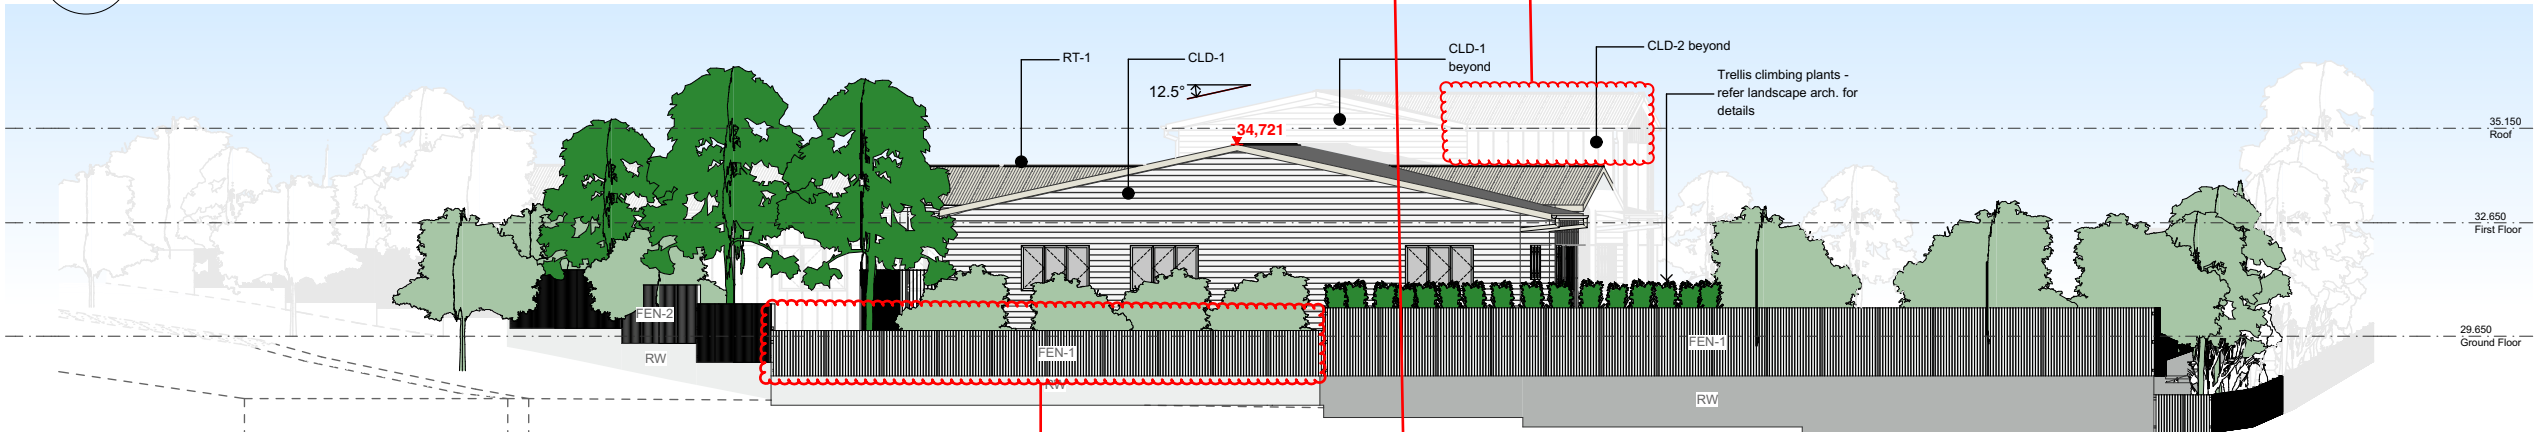 RT-1
CLD-1
12.5°
CLD-1
beyond
CLD-2 beyond
Trellis climbing plants -
refer landscape arch. for
details
34,721
35.150
Roof
32.650
First Floor
29.650
Ground Floor
FEN-2
RW
FEN-1
RW
FEN-1
RW